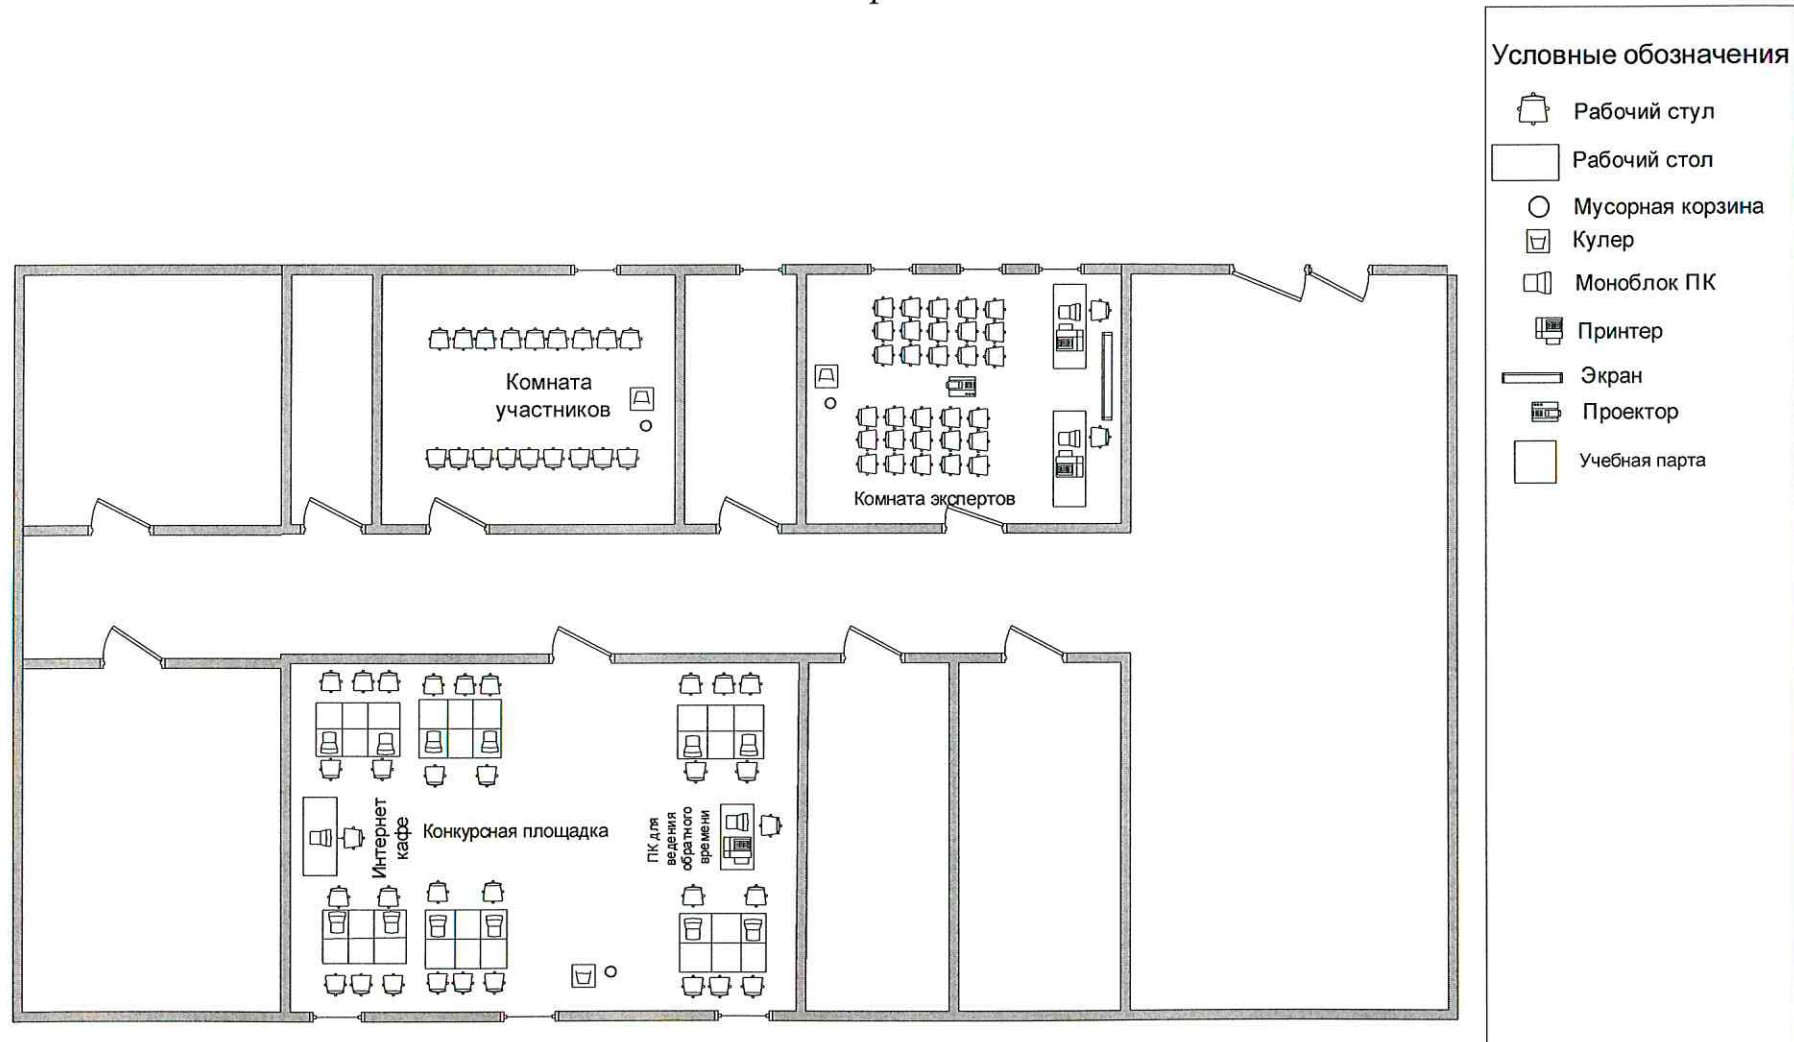 Условные обозначения
Рабочий стул
Рабочий стол
Мусорная корзина
Кулер
Моноблок ПК
Принтер
Экран
Проектор
Учебная парта
Комната
участников
Комната экспертов
Интернет
кафе
Конкурсная площадка
ПК для
ведения
обратного
времени